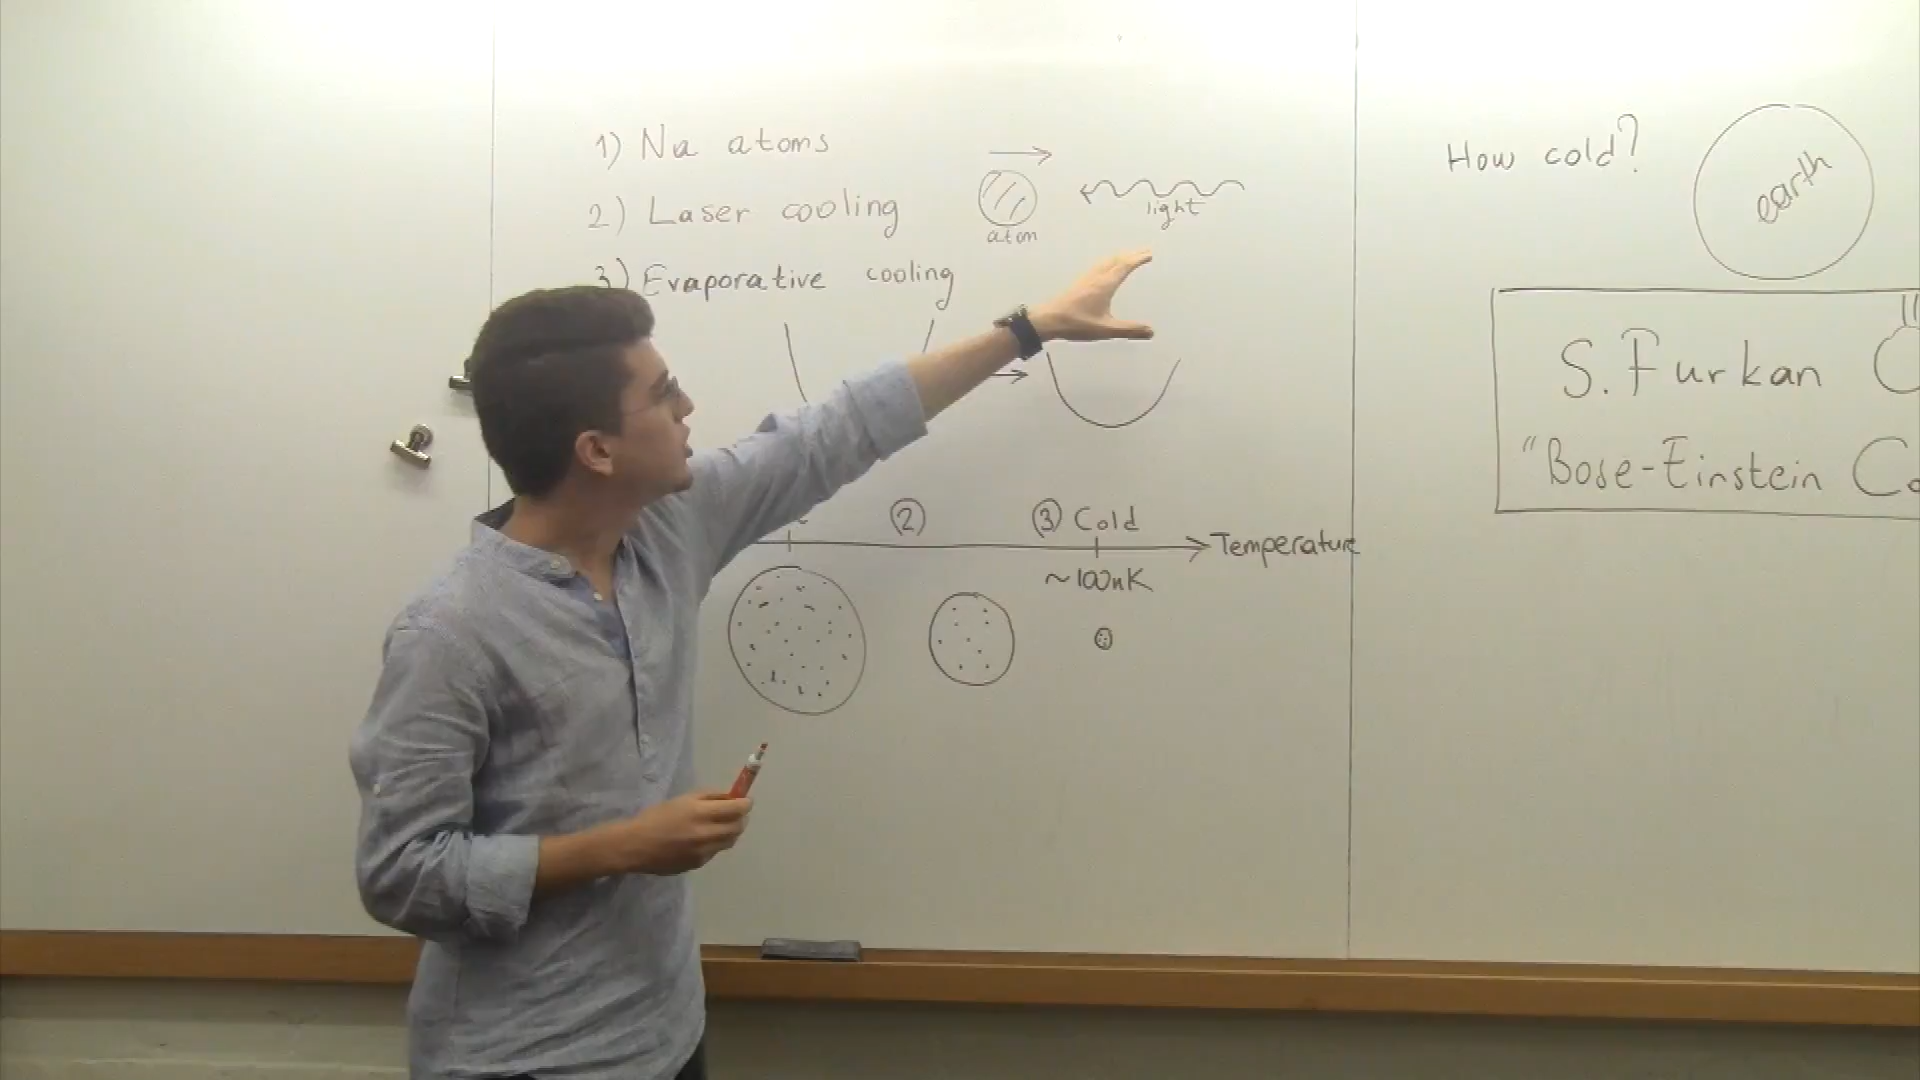 1) Na atoms
2) Laser cooling
3) Evaporative cooling
atom
light
② ③ Cold
Temperature
~100nK
How cold?
earth
S. Furkan
"Bose-Einstein